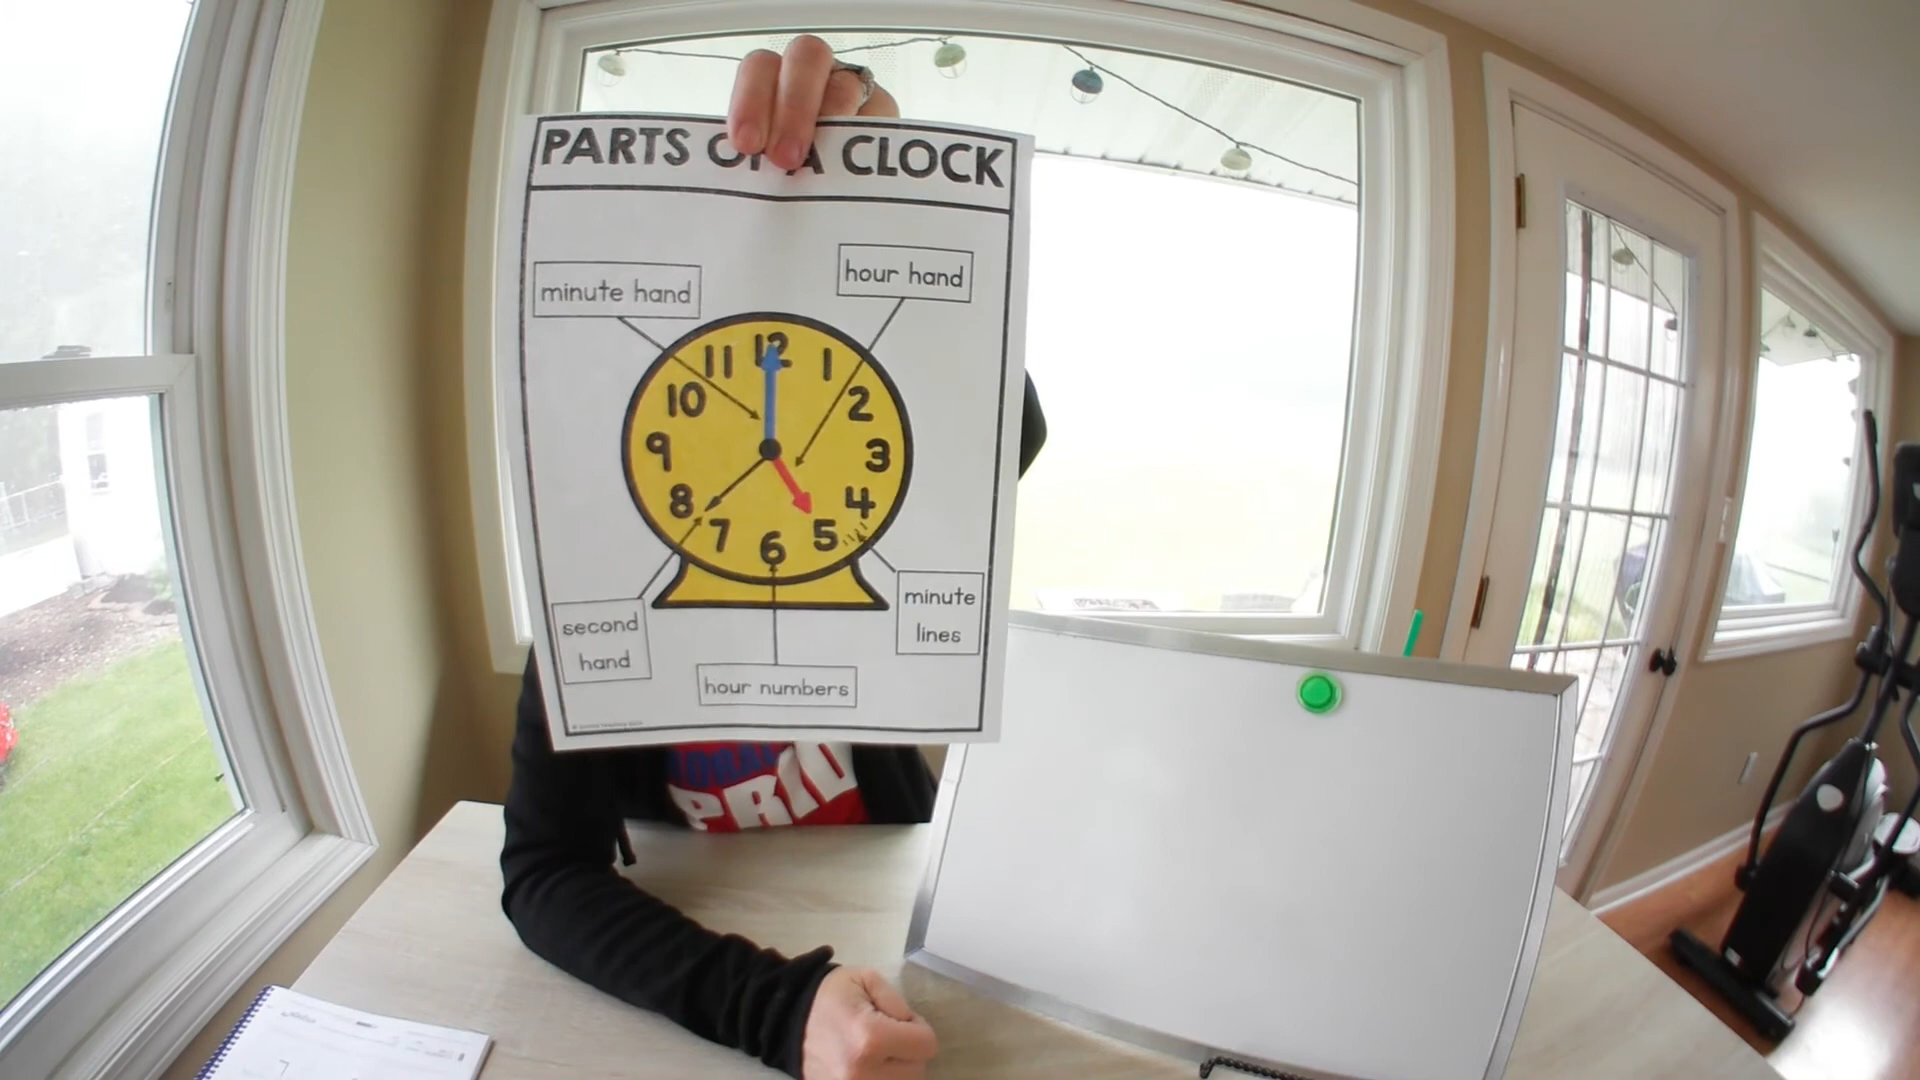 PARTS OF A CLOCK
minute hand
hour hand
12
11
1
10
2
9
3
8
4
7
5
6
second
hand
minute
lines
hour numbers
PRID